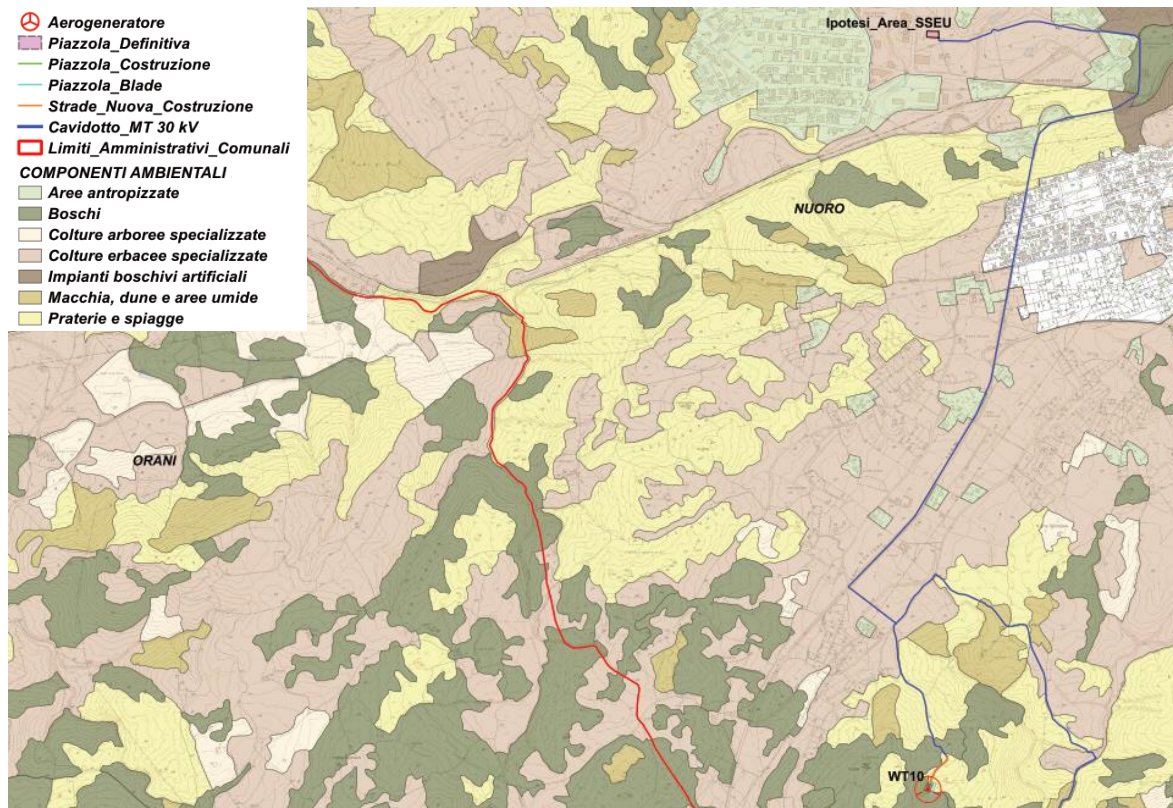 Aerogeneratore
Piazzola_Definitiva
Piazzola_Costruzione
Piazzola_Blade
Strade_Nuova_Costruzione
Cavidotto_MT 30 kV
Limiti_Amministrativi_Comunali
COMPONENTI AMBIENTALI
Aree antropizzate
Boschi
Colture arboree specializzate
Colture erbacee specializzate
Impianti boschivi artificiali
Macchia, dune e aree umide
Praterie e spiagge
Ipotesi_Area_SSEU
NUORO
ORANI
WT10